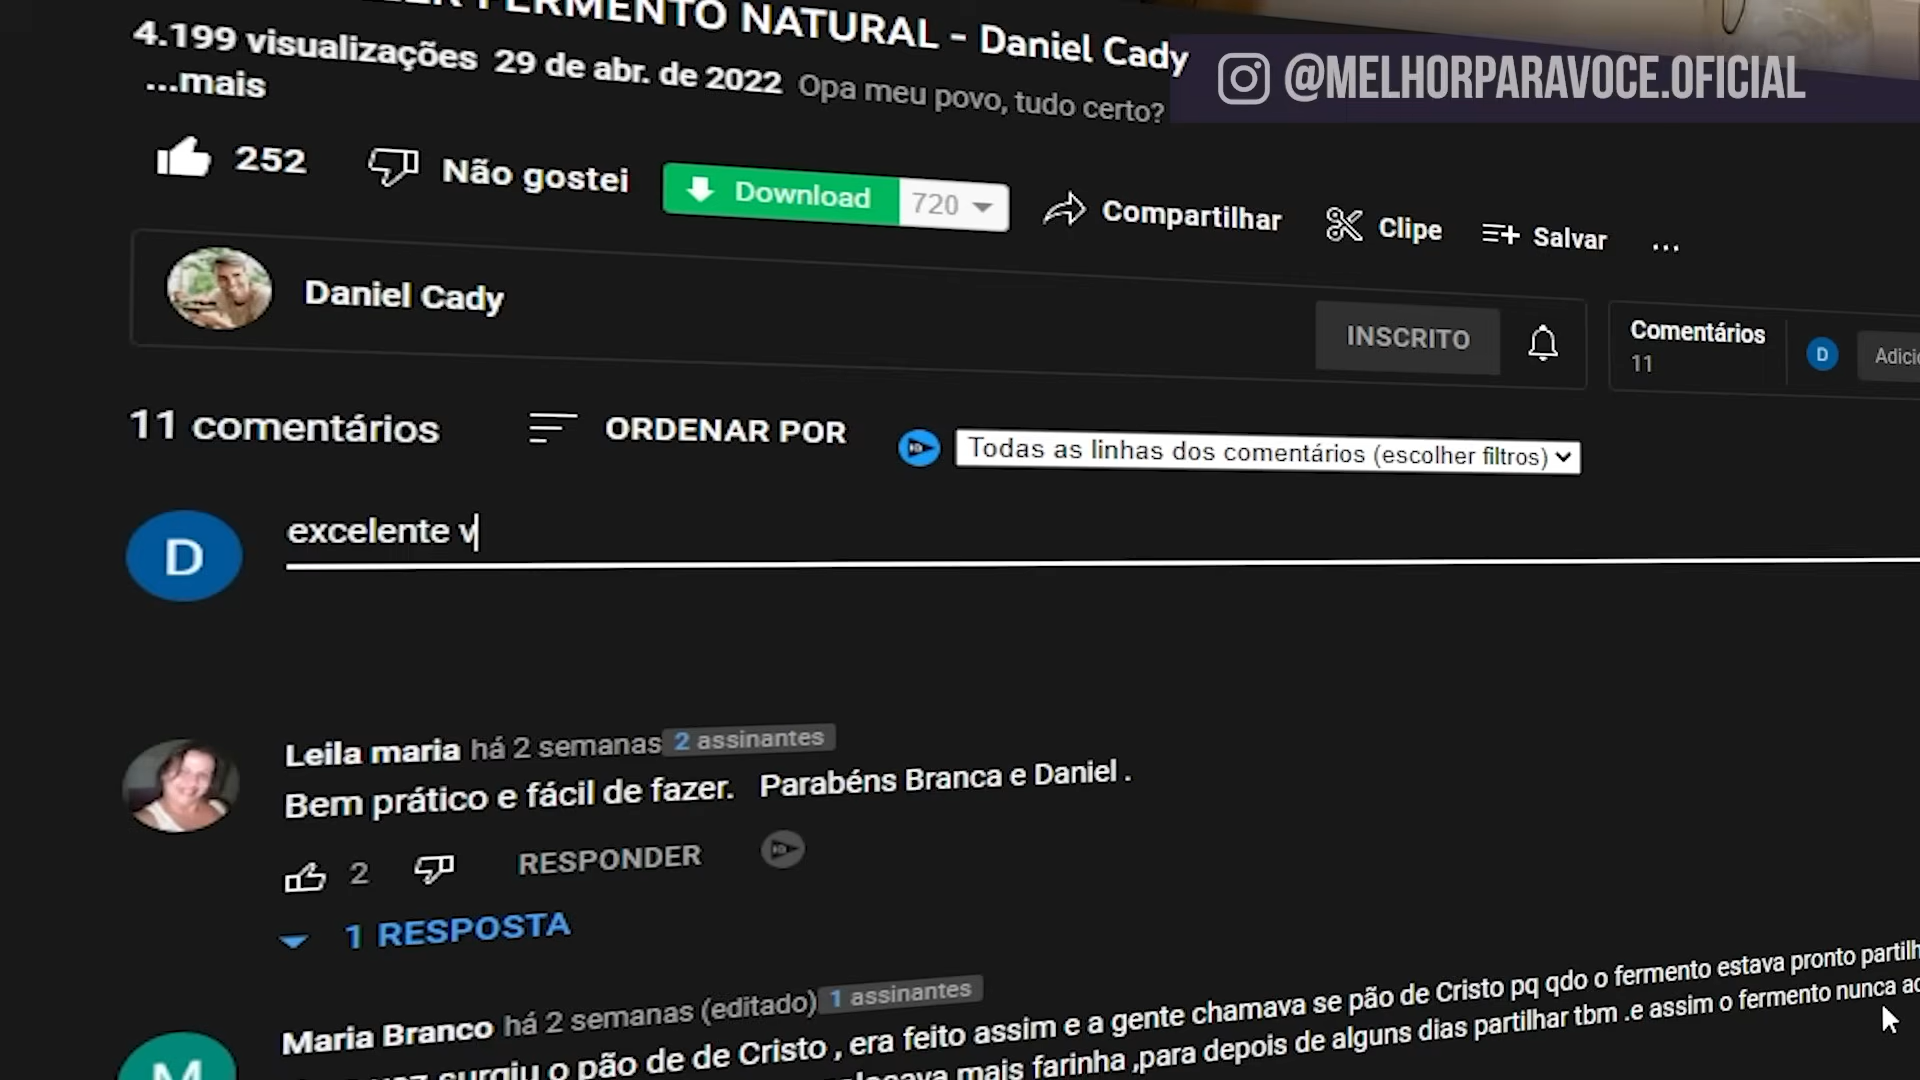 FERMENTO NATURAL - Daniel Cady
@MELHORPARAVOCE.OFICIAL
4.199 visualizações 29 de abr. de 2022 Opa meu povo, tudo certo?
...mais
252 Não gostei Download 720 Compartilhar Clipe Salvar ...
Daniel Cady
INSCRITO
Comentários
11
D
11 comentários ORDENAR POR Todas as linhas dos comentários (escolher filtros)
D excelente v
Leila maria há 2 semanas 2 assinantes
Bem prático e fácil de fazer. Parabéns Branca e Daniel .
2 RESPONDER
1 RESPOSTA
Maria Branco há 2 semanas (editado) 1 assinantes
M
surgiu o pão de de Cristo , era feito assim e a gente chamava se pão de Cristo pq qdo o fermento estava pronto
mais farinha ,para depois de alguns dias partilhar tbm .e assim o fermento nunca